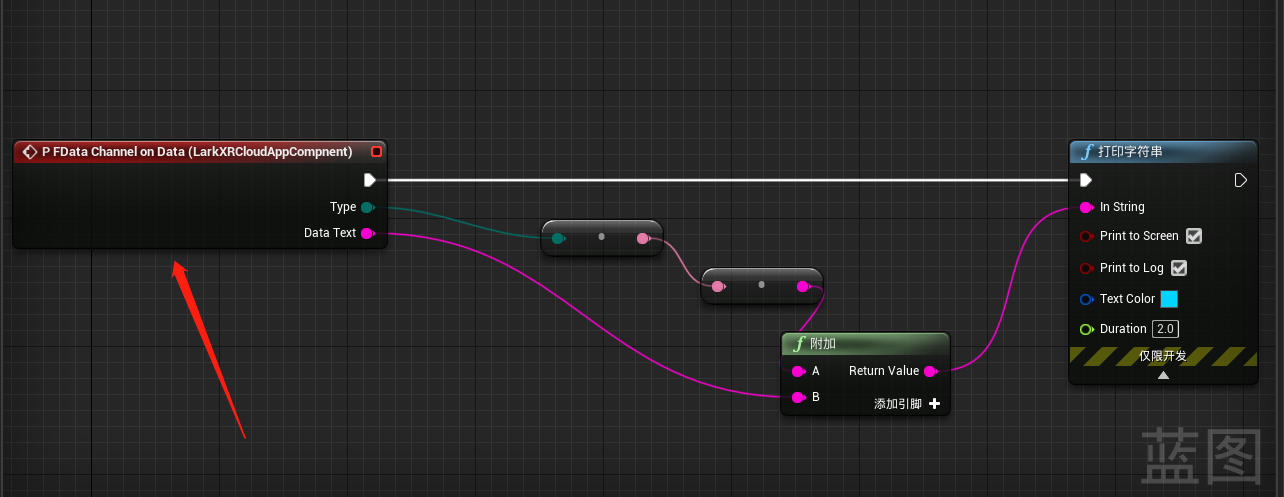 P FData Channel on Data (LarkXRCloudAppCompnent)
Type
Data Text
f 打印字符串
In String
Print to Screen
Print to Log
Text Color
Duration 2.0
仅限开发
f 附加
A Return Value
B
添加引脚
蓝图